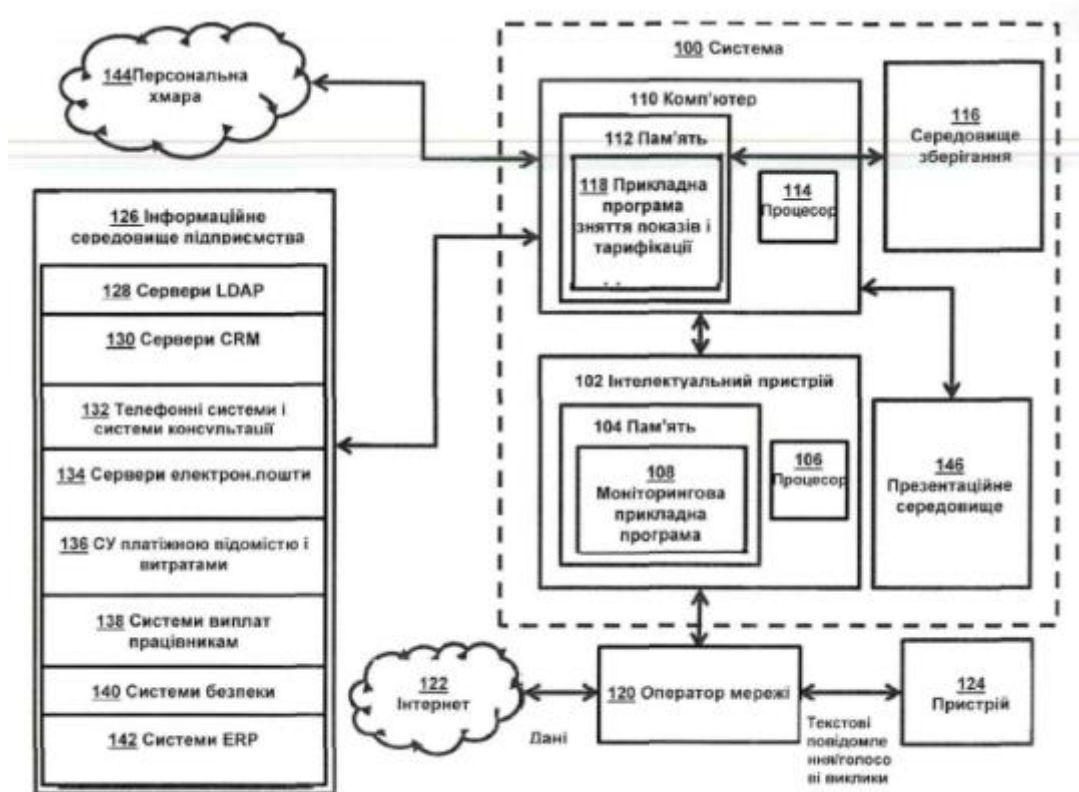 144Персональна
хмара
126 Інформаційне
середовище підприємства
128 Сервери LDAP
130 Сервери CRM
132 Телефонні системи і
системи консультації
134 Сервери електрон.пошти
136 СУ платіжною відомістю і
витратами
138 Системи виплат
працівникам
140 Системи безпеки
142 Системи ERP
100 Система
110 Комп'ютер
112 Пам'ять
118 Прикладна
програма
зняття показів і
тарифікації
114
Процесор
116
Середовище
зберігання
102 Інтелектуальний пристрій
104 Пам'ять
108
Моніторингова
прикладна
програма
106
Процесор
146
Презентаційне
середовище
122
Інтернет
Дані
120 Оператор мережі
Текстові
повідомле
ння/голосо
ві виклики
124
Пристрій